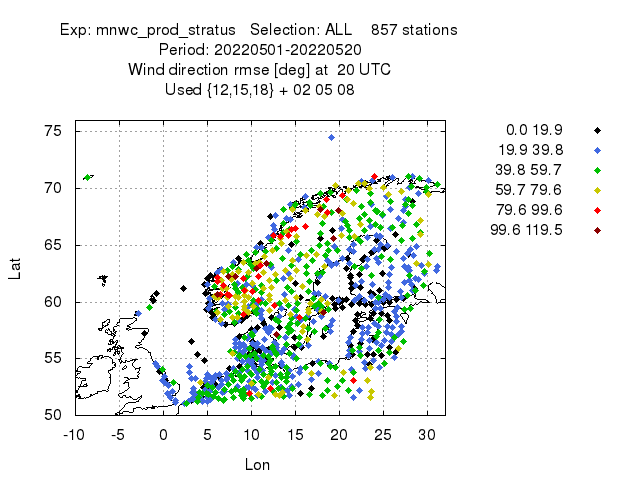 Exp: mnwc_prod_stratus   Selection: ALL    857 stations
Period: 20220501-20220520
Wind direction rmse [deg] at  20 UTC
Used {12,15,18} + 02 05 08
0.0 19.9
19.9 39.8
39.8 59.7
59.7 79.6
79.6 99.6
99.6 119.5
75
70
65
60
55
50
Lat
-10 -5 0 5 10 15 20 25 30
Lon